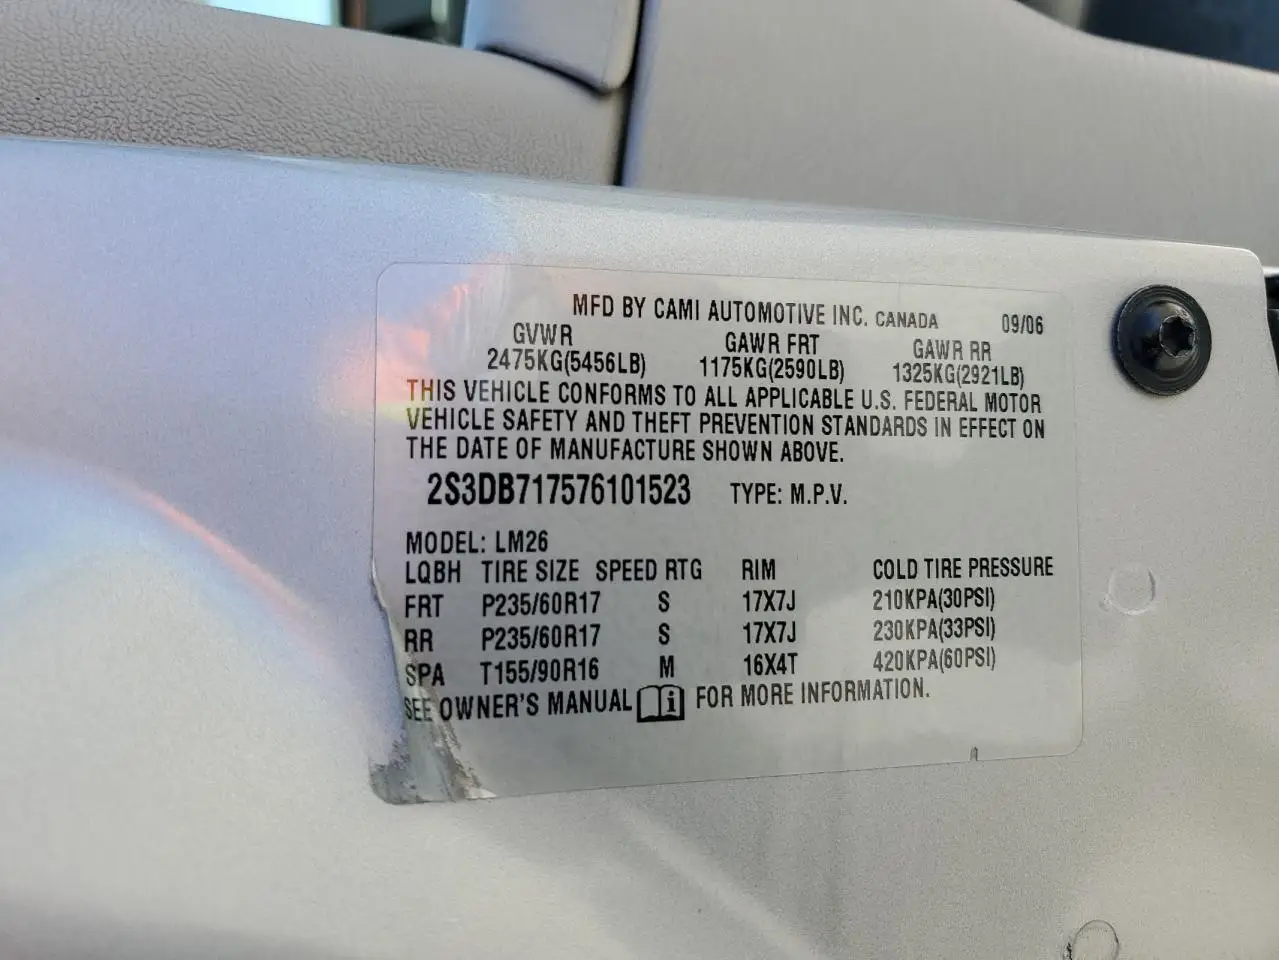 MFD BY CAMI AUTOMOTIVE INC. CANADA 09/06
GVWR GAWR FRT GAWR RR
2475KG(5456LB) 1175KG(2590LB) 1325KG(2921LB)
THIS VEHICLE CONFORMS TO ALL APPLICABLE U.S. FEDERAL MOTOR
VEHICLE SAFETY AND THEFT PREVENTION STANDARDS IN EFFECT ON
THE DATE OF MANUFACTURE SHOWN ABOVE.
2S3DB717576101523 TYPE: M.P.V.
MODEL: LM26
LQBH TIRE SIZE SPEED RTG RIM COLD TIRE PRESSURE
FRT P235/60R17 S 17X7J 210KPA(30PSI)
RR P235/60R17 S 17X7J 230KPA(33PSI)
SPA T155/90R16 M 16X4T 420KPA(60PSI)
SEE OWNER'S MANUAL i FOR MORE INFORMATION.